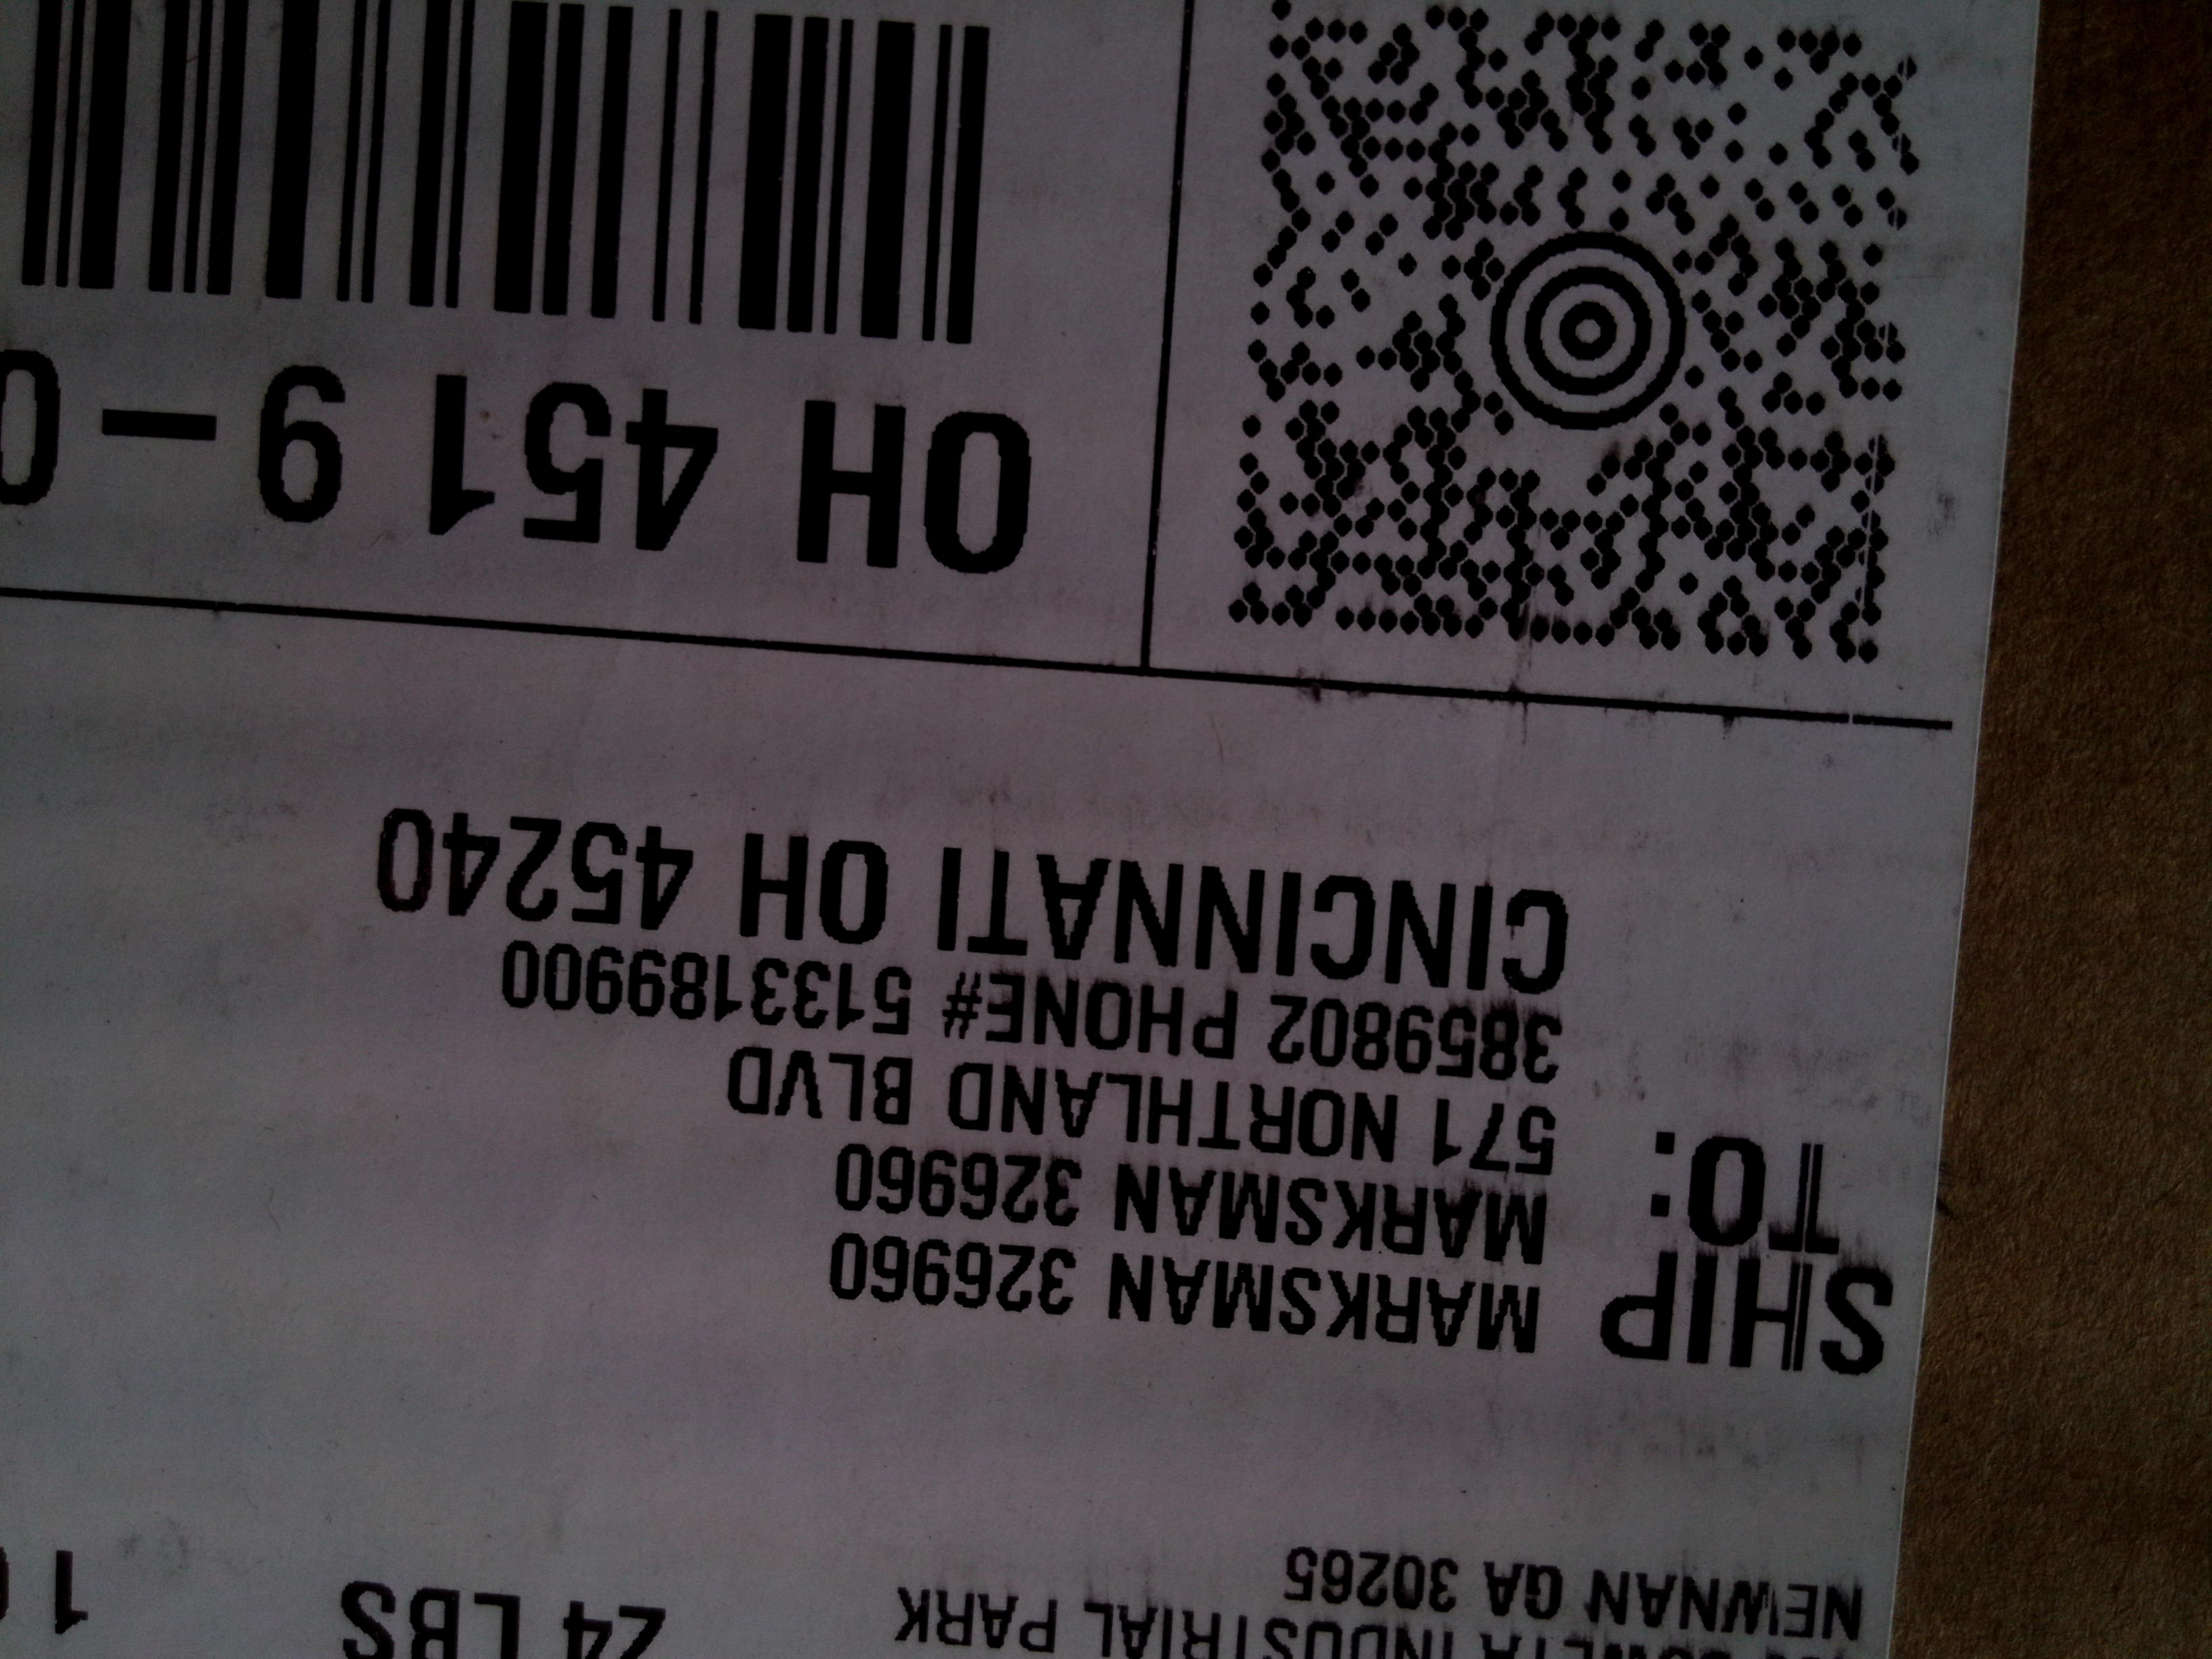 INDUSTRIAL PARK
NEWNAN GA 30265
24 LBS
1
SHIP
TO:
MARKSMAN 326960
MARKSMAN 326960
571 NORTHLAND BLVD
3859802 PHONE# 5133189900
CINCINNATI OH 45240
OH 451 9-0